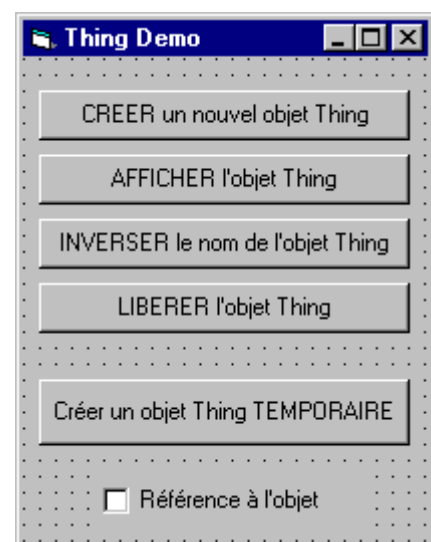 Thing Demo
CREER un nouvel objet Thing
AFFICHER l'objet Thing
INVERSER le nom de l'objet Thing
LIBERER l'objet Thing
Créer un objet Thing TEMPORAIRE
Référence à l'objet